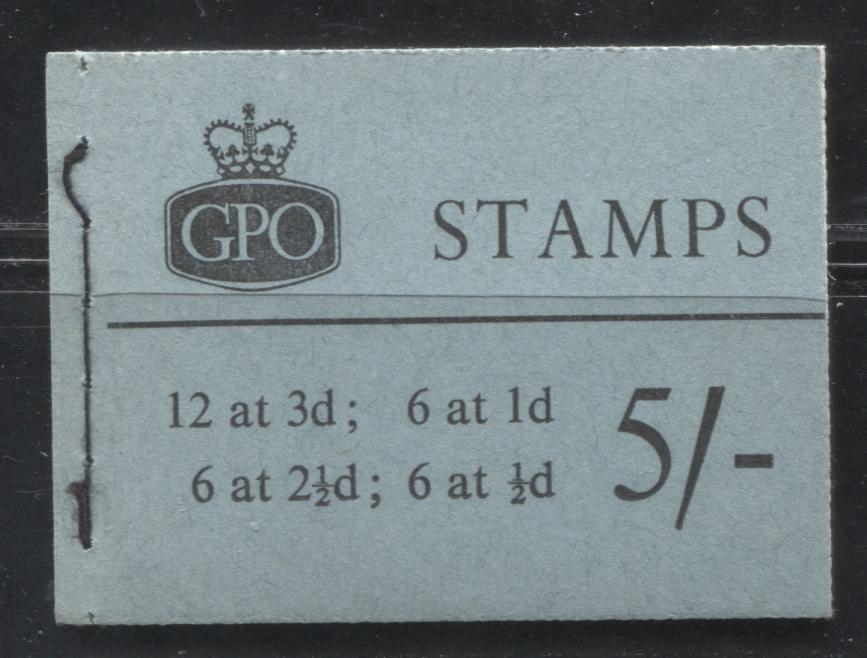 GPO STAMPS
12 at 3d; 6 at 1d
6 at 2½d; 6 at ½d
5/-